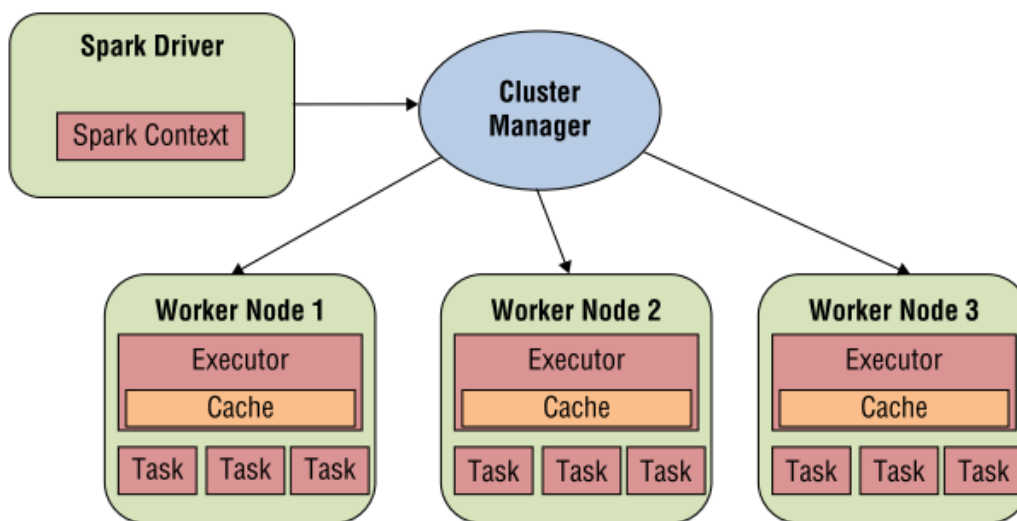 Spark Driver
Spark Context
Cluster
Manager
Worker Node 1
Executor
Cache
Task Task Task
Worker Node 2
Executor
Cache
Task Task Task
Worker Node 3
Executor
Cache
Task Task Task